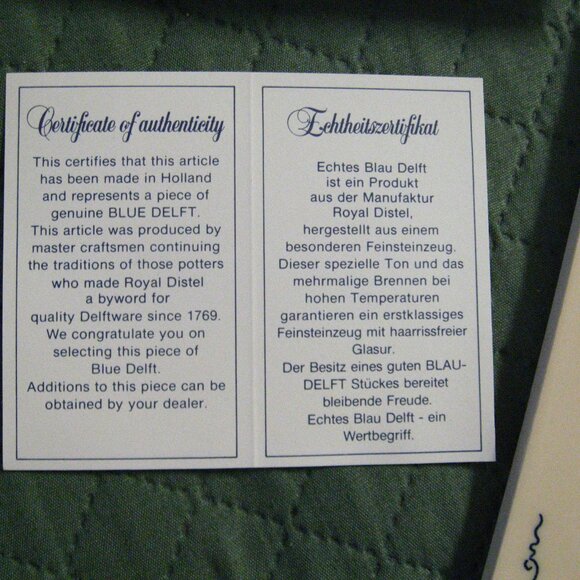 Certificate of authenticity
This certifies that this article
has been made in Holland
and represents a piece of
genuine BLUE DELFT.
This article was produced by
master craftsmen continuing
the traditions of those potters
who made Royal Distel
a byword for
quality Delftware since 1769.
We congratulate you on
selecting this piece of
Blue Delft.
Additions to this piece can be
obtained by your dealer.
Echtheitszertifikat
Echtes Blau Delft
ist ein Produkt
aus der Manufaktur
Royal Distel,
hergestellt aus einem
besonderen Feinsteinzeug.
Dieser spezielle Ton und das
mehrmalige Brennen bei
hohen Temperaturen
garantieren ein erstklassiges
Feinsteinzeug mit haarrissfreier
Glasur.
Der Besitz eines guten BLAU-
DELFT Stückes bereitet
bleibende Freude.
Echtes Blau Delft - ein
Wertbegriff.